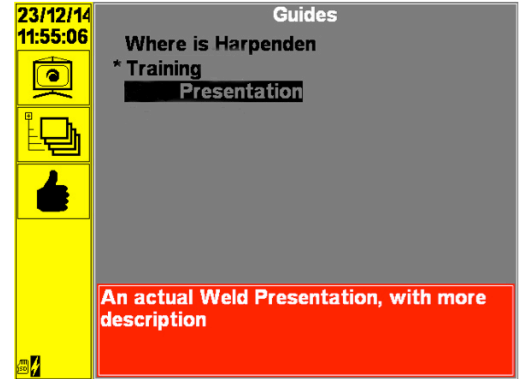 23/12/14
11:55:06
Guides
Where is Harpenden
* Training
Presentation
An actual Weld Presentation, with more
description